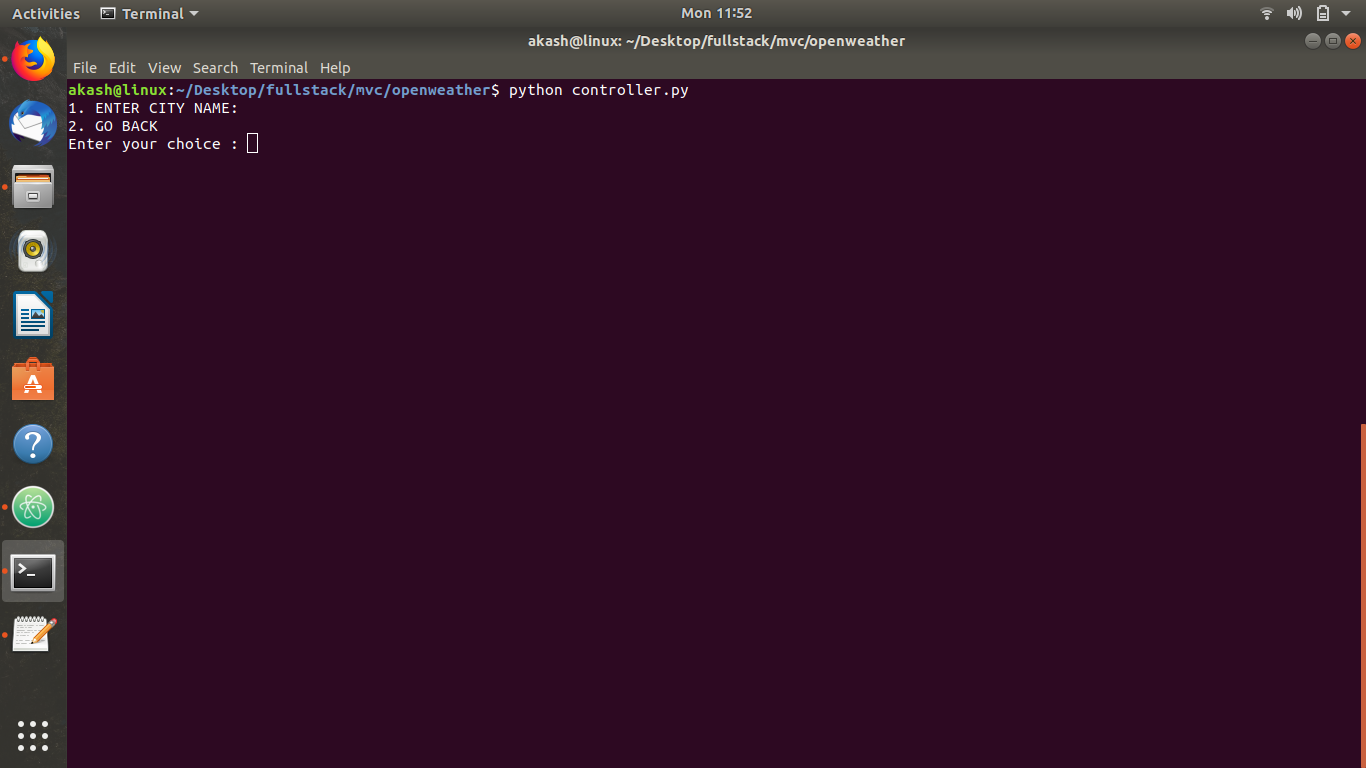 Activities Terminal Mon 11:52
akash@linux: ~/Desktop/fullstack/mvc/openweather
File Edit View Search Terminal Help
akash@linux:~/Desktop/fullstack/mvc/openweather$ python controller.py
1. ENTER CITY NAME:
2. GO BACK
Enter your choice :